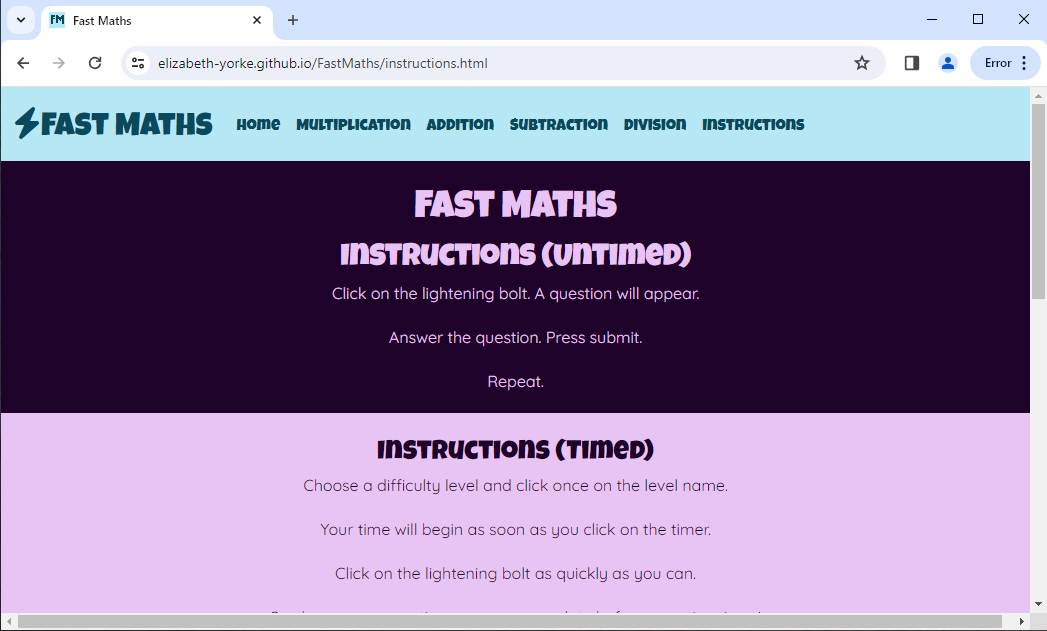 FM Fast Maths
elizabeth-yorke.github.io/FastMaths/instructions.html
Error
FAST MATHS Home Multiplication Addition Subtraction Division Instructions
FAST MATHS
Instructions (Untimed)
Click on the lightening bolt. A question will appear.
Answer the question. Press submit.
Repeat.
Instructions (Timed)
Choose a difficulty level and click once on the level name.
Your time will begin as soon as you click on the timer.
Click on the lightening bolt as quickly as you can.